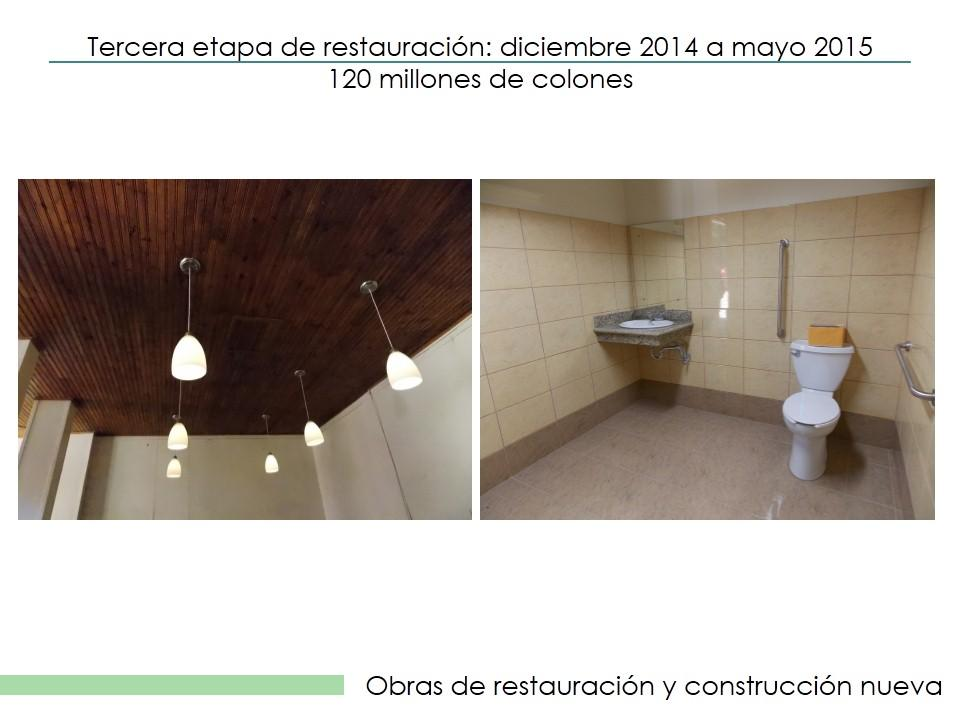 Tercera etapa de restauración: diciembre 2014 a mayo 2015
120 millones de colones
Obras de restauración y construcción nueva